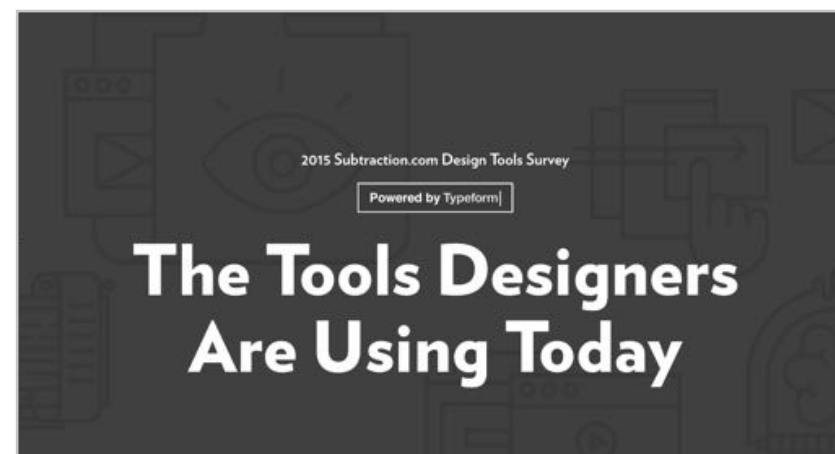 2015 Subtraction.com Design Tools Survey
Powered by Typeform|
The Tools Designers
Are Using Today